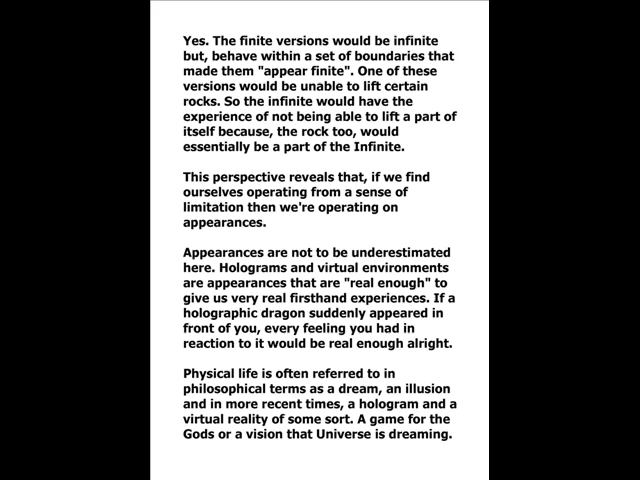 Yes. The finite versions would be infinite
but, behave within a set of boundaries that
made them "appear finite". One of these
versions would be unable to lift certain
rocks. So the infinite would have the
experience of not being able to lift a part of
itself because, the rock too, would
essentially be a part of the Infinite.
This perspective reveals that, if we find
ourselves operating from a sense of
limitation then we're operating on
appearances.
Appearances are not to be underestimated
here. Holograms and virtual environments
are appearances that are "real enough" to
give us very real firsthand experiences. If a
holographic dragon suddenly appeared in
front of you, every feeling you had in
reaction to it would be real enough alright.
Physical life is often referred to in
philosophical terms as a dream, an illusion
and in more recent times, a hologram and a
virtual reality of some sort. A game for the
Gods or a vision that Universe is dreaming.